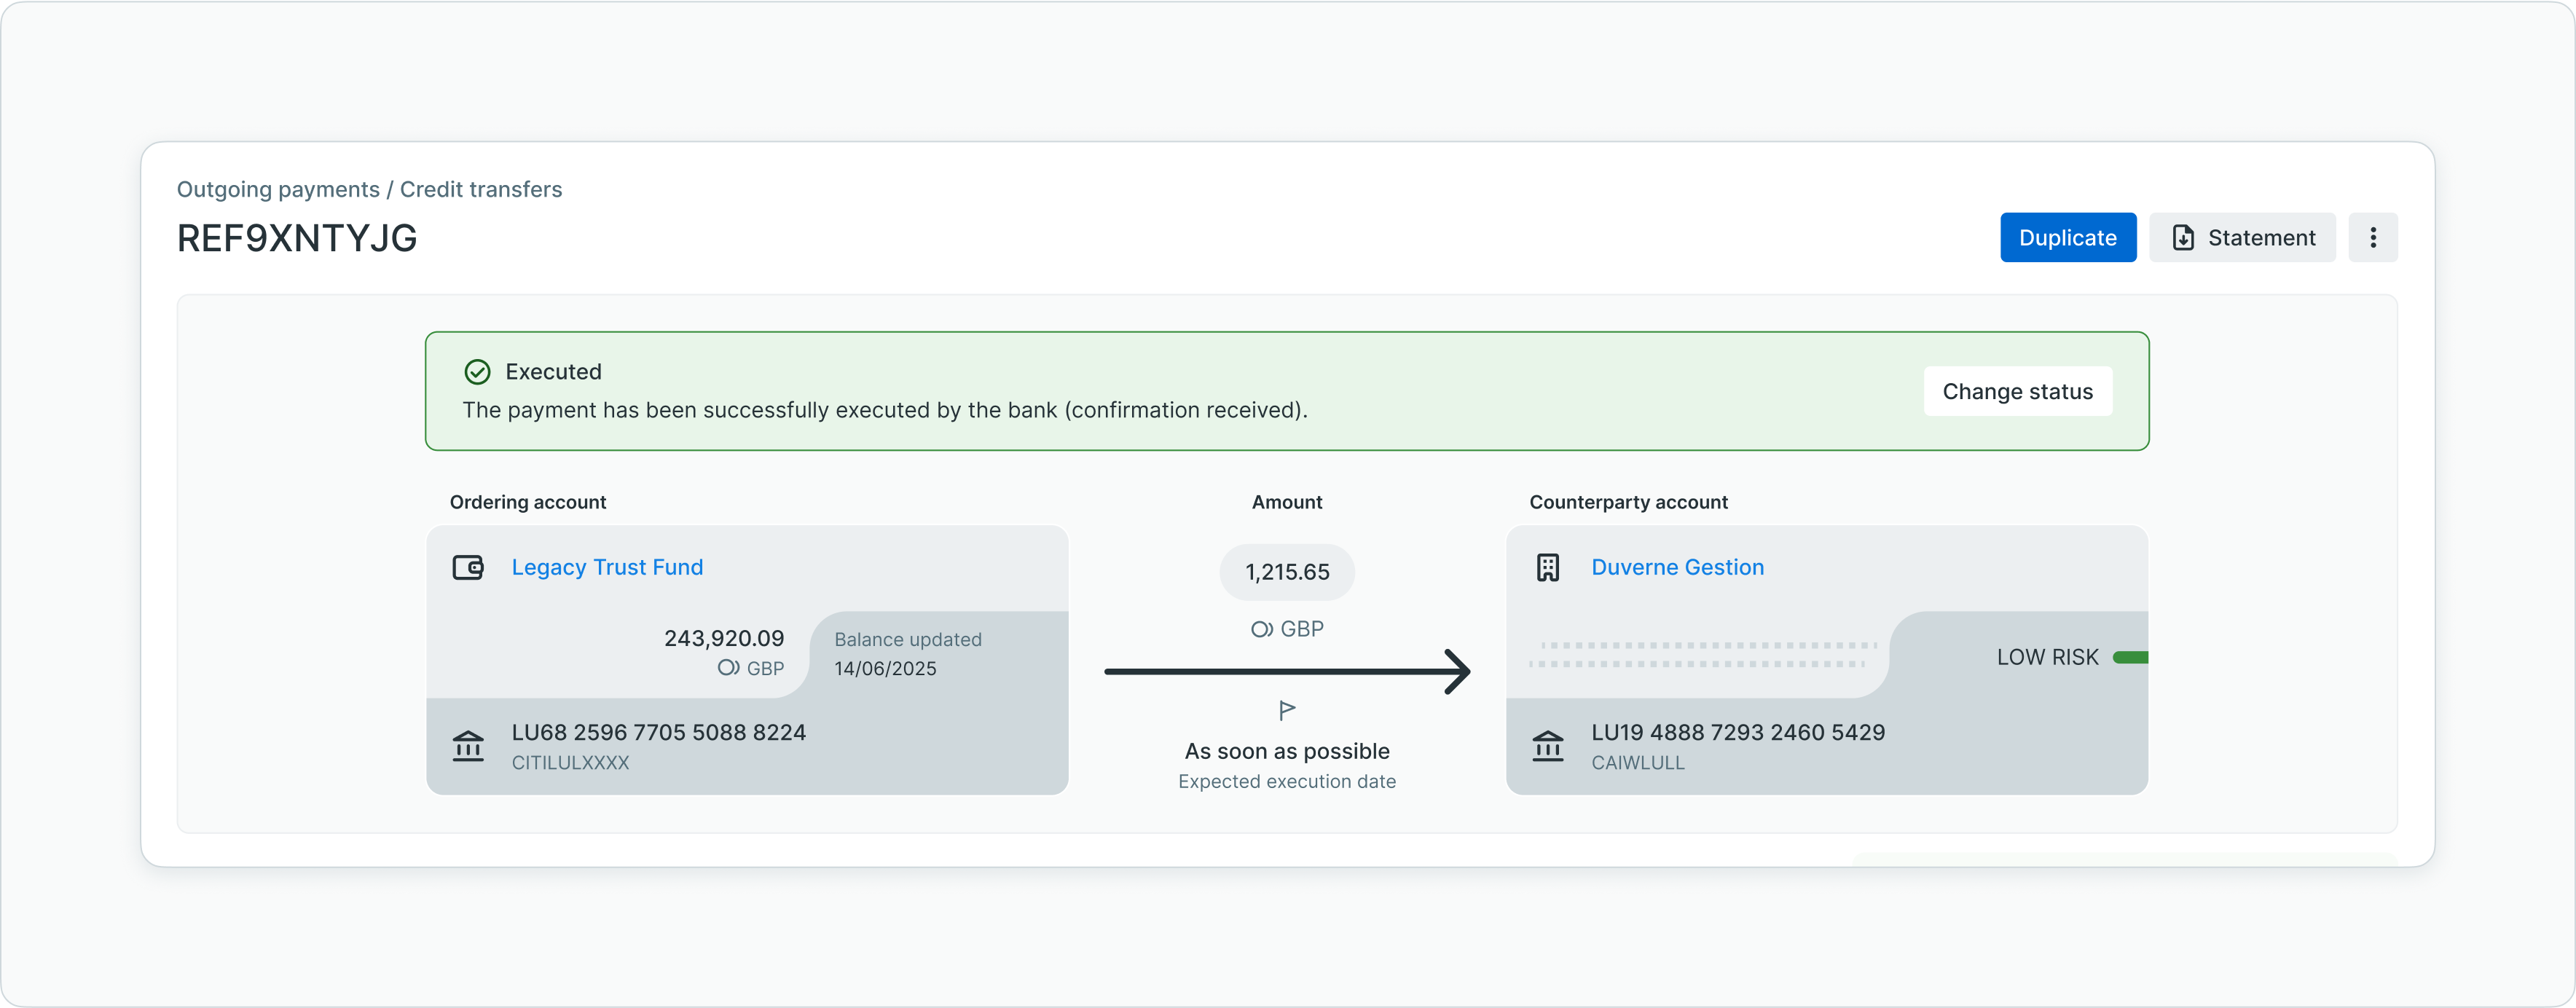 Outgoing payments / Credit transfers
REF9XNTYJG
Duplicate
Statement
Executed
The payment has been successfully executed by the bank (confirmation received).
Change status
Ordering account
Legacy Trust Fund
243,920.09
GBP
Balance updated
14/06/2025
LU68 2596 7705 5088 8224
CITILULXXXX
Amount
1,215.65
GBP
As soon as possible
Expected execution date
Counterparty account
Duverne Gestion
LOW RISK
LU19 4888 7293 2460 5429
CAIWLULL